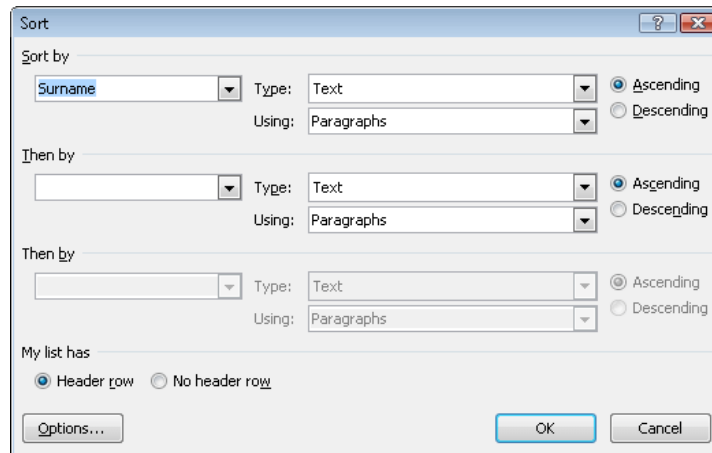 Sort
Sort by
Surname Type: Text Ascending
Descending
Using: Paragraphs
Then by
Type: Text Ascending
Descending
Using: Paragraphs
Then by
Type: Text Ascending
Descending
Using: Paragraphs
My list has
Header row No header row
Options... OK Cancel